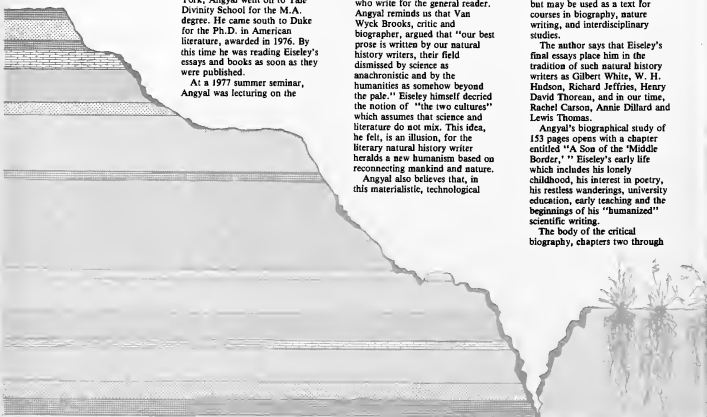 York, Angyal went on to Yale
Divinity School for the M.A.
degree. He came south to Duke
for the Ph.D. in American
literature, awarded in 1976. By
this time he was reading Eiseley's
essays and books as soon as they
were published.
At a 1977 summer seminar,
Angyal was lecturing on the
who write for the general reader.
Angyal reminds us that Van
Wyck Brooks, critic and
biographer, argued that "our best
prose is written by our natural
history writers, their field
dismissed by science as
anachronistic and by the
humanities as somehow beyond
the pale." Eiseley himself decried
the notion of "the two cultures"
which assumes that science and
literature do not mix. This idea,
he felt, is an illusion, for the
literary natural history writer
heralds a new humanism based on
reconnecting mankind and nature.
Angyal also believes that, in
this materialistic, technological
but may be used as a text for
courses in biography, nature
writing, and interdisciplinary
studies.
The author says that Eiseley's
final essays place him in the
tradition of such natural history
writers as Gilbert White, W. H.
Hudson, Richard Jeffries, Henry
David Thoreau, and in our time,
Rachel Carson, Annie Dillard and
Lewis Thomas.
Angyal's biographical study of
153 pages opens with a chapter
entitled "A Son of the 'Middle
Border,' " Eiseley's early life
which includes his lonely
childhood, his interest in poetry,
his restless wanderings, university
education, early teaching and the
beginnings of his "humanized"
scientific writing.
The body of the critical
biography, chapters two through